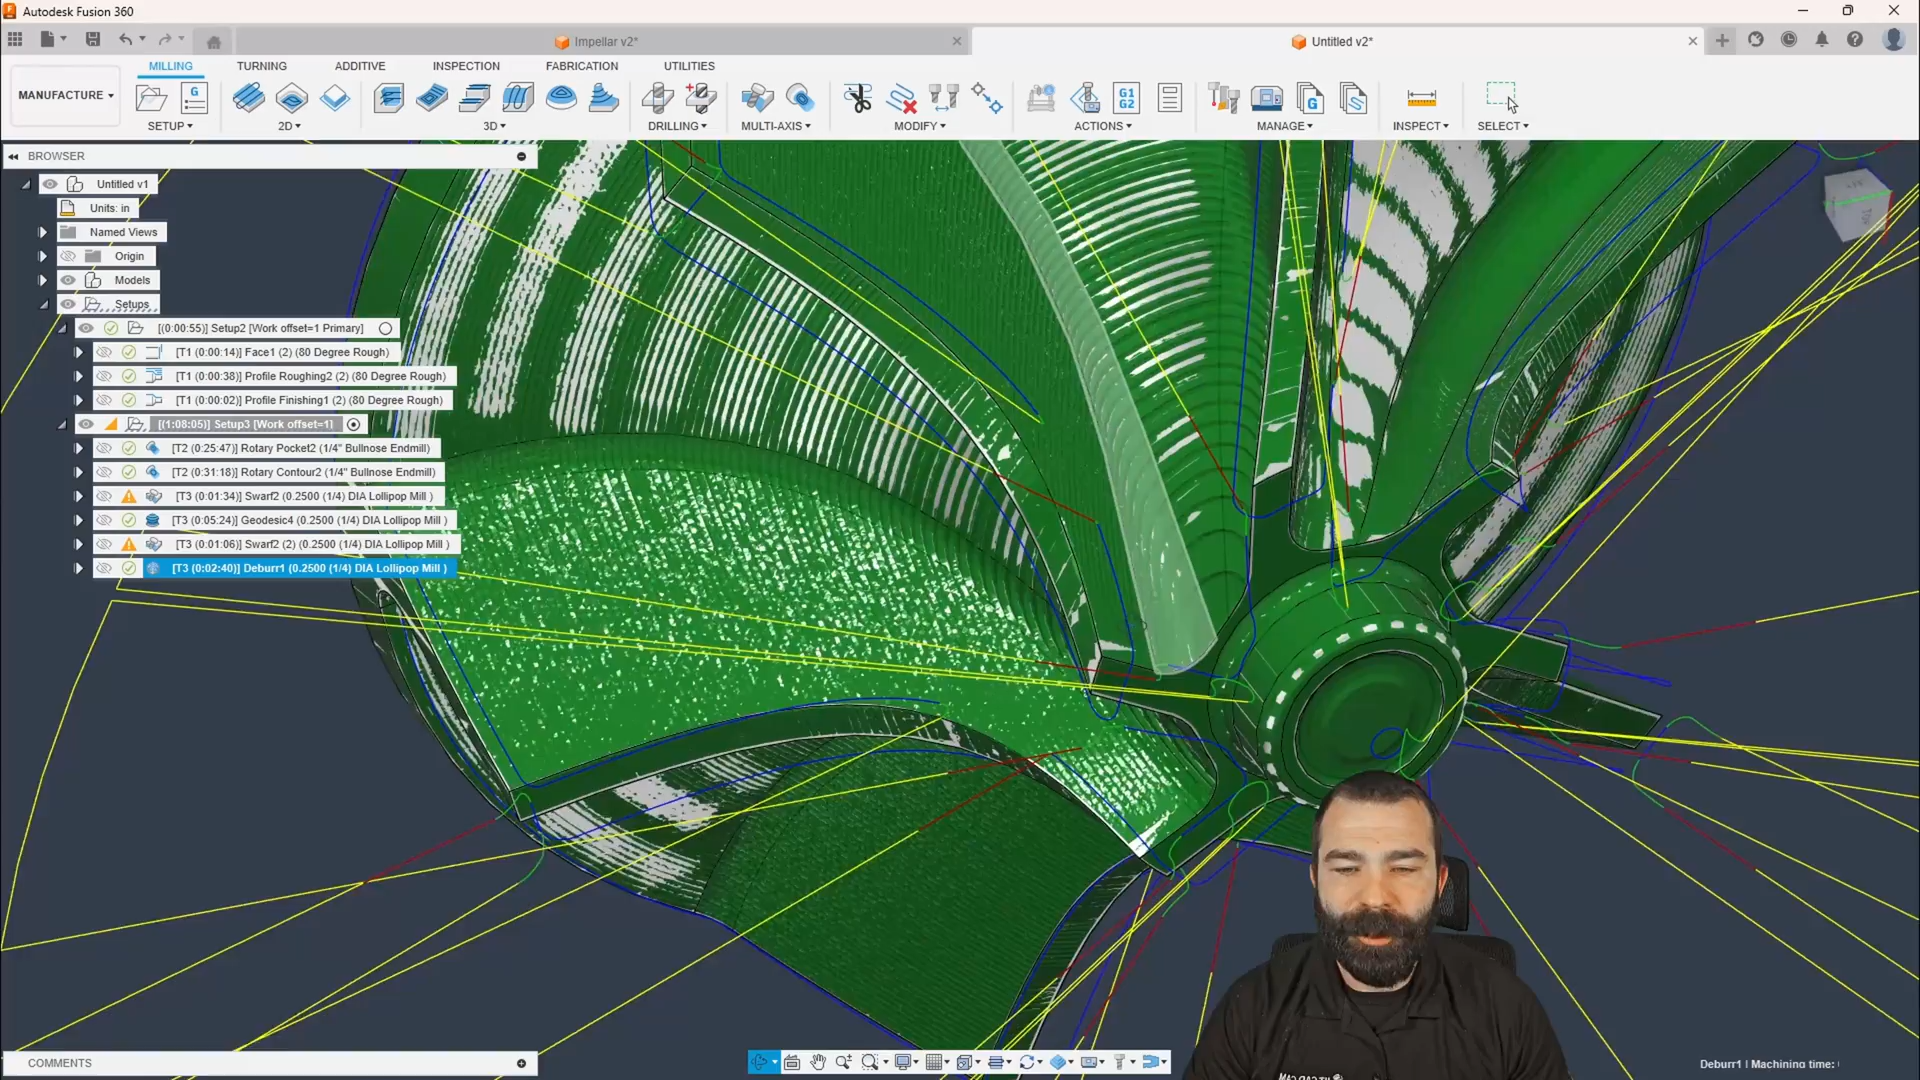 Autodesk Fusion 360
Impellar v2*
Untitled v2*
MILLING TURNING ADDITIVE INSPECTION FABRICATION UTILITIES
MANUFACTURE
G
G1
G2
G
SETUP 2D 3D DRILLING MULTI-AXIS MODIFY ACTIONS MANAGE INSPECT SELECT
BROWSER
Untitled v1
Units: in
Named Views
Origin
Models
Setups
[(0:00:55)] Setup2 [Work offset=1 Primary]
[T1 (0:00:14)] Face1 (2) (80 Degree Rough)
[T1 (0:00:38)] Profile Roughing2 (2) (80 Degree Rough)
[T1 (0:00:02)] Profile Finishing1 (2) (80 Degree Rough)
[(1:08:05)] Setup3 [Work offset=1]
[T2 (0:25:47)] Rotary Pocket2 (1/4" Bullnose Endmill)
[T2 (0:31:18)] Rotary Contour2 (1/4" Bullnose Endmill)
[T3 (0:01:34)] Swarf2 (0.2500 (1/4) DIA Lollipop Mill )
[T3 (0:05:24)] Geodesic4 (0.2500 (1/4) DIA Lollipop Mill )
[T3 (0:01:06)] Swarf2 (2) (0.2500 (1/4) DIA Lollipop Mill )
[T3 (0:02:40)] Deburr1 (0.2500 (1/4) DIA Lollipop Mill )
COMMENTS
Deburr1 | Machining time: